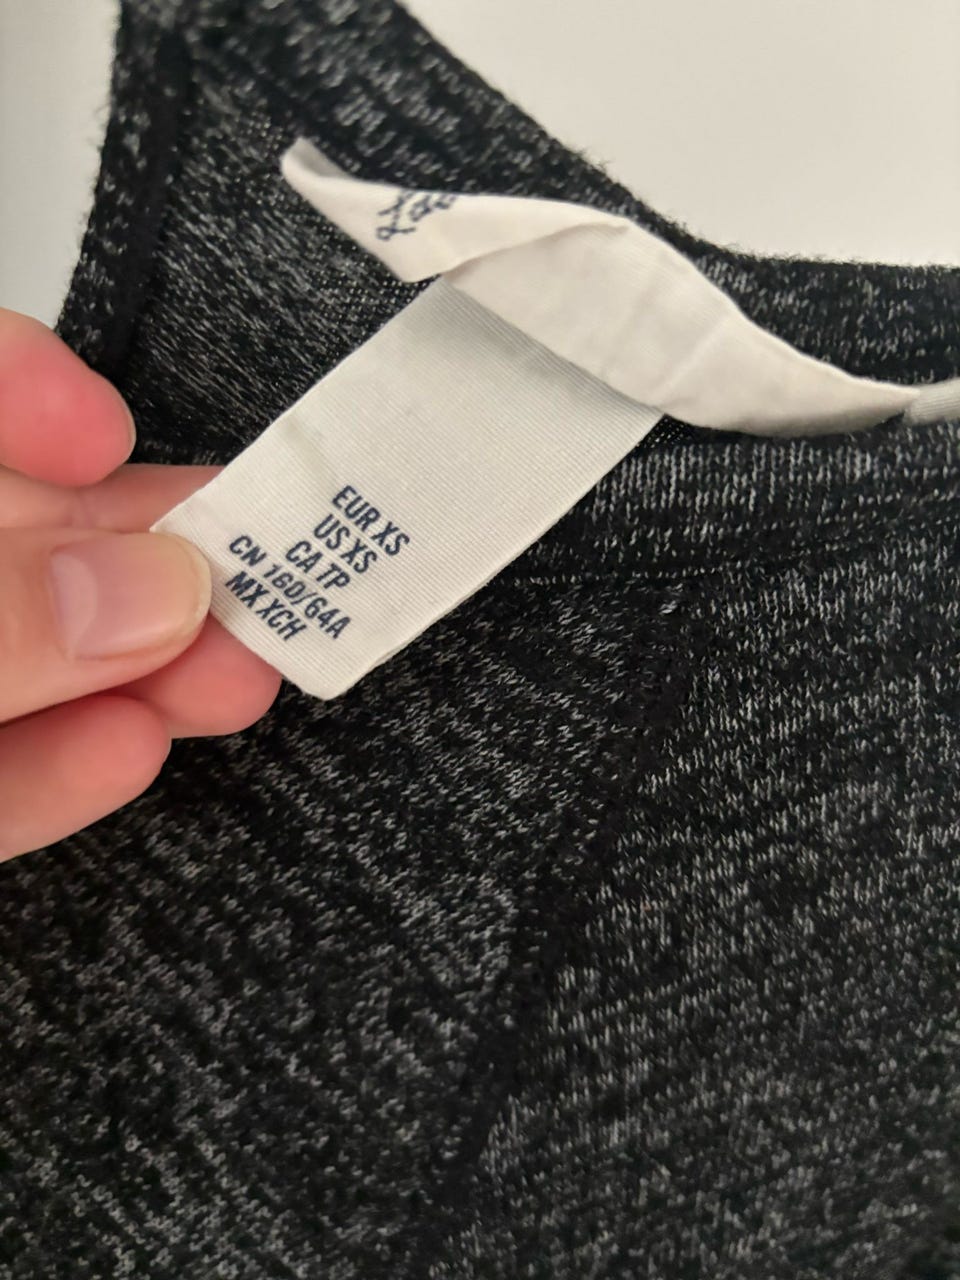 EUR XS
US XS
CA TP
CN 160/64A
MX XCH